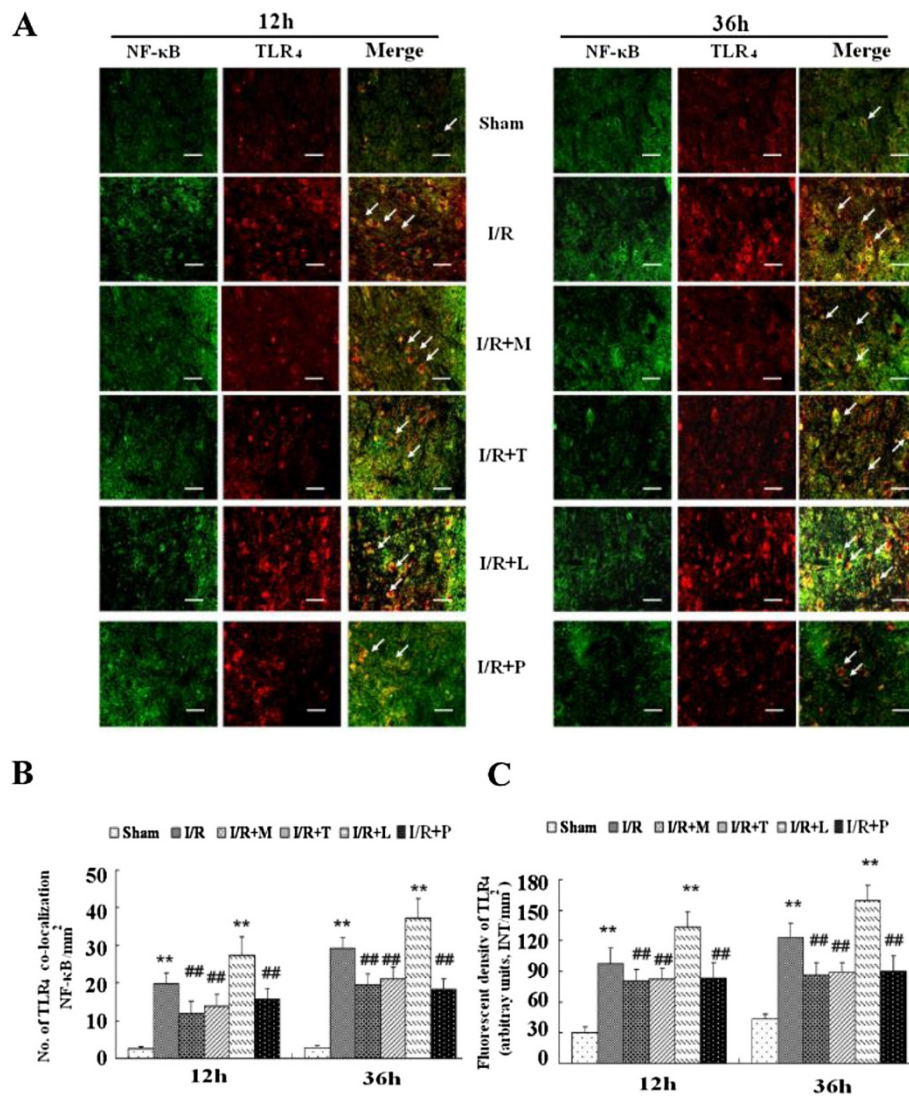 A
12h
36h
NF-κB TLR₄ Merge
NF-κB TLR₄ Merge
Sham
I/R
I/R+M
I/R+T
I/R+L
I/R+P
B
Sham I/R I/R+M I/R+T I/R+L I/R+P
No. of TLR₄ co-localization
NF-κB /mm²
50
40
30
20
10
0
** ## ## ** ##
** ## ## ** ##
12h 36h
C
Sham I/R I/R+M I/R+T I/R+L I/R+P
Fluorescent density of TLR₄
(arbitray units, INT/mm²)
180
150
120
90
60
30
0
** ## ## ** ##
** ## ## ** ##
12h 36h